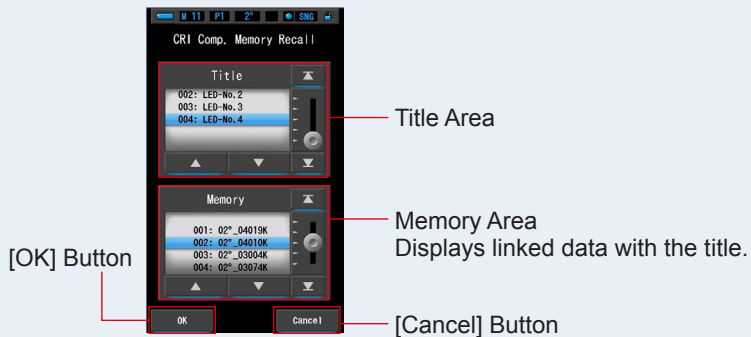 M 11 P1 2° SNG
CRI Comp. Memory Recall
Title
002: LED-No.2
003: LED-No.3
004: LED-No.4
Title Area
Memory
001: 02°_04019K
002: 02°_04010K
003: 02°_03004K
004: 02°_03074K
Memory Area
Displays linked data with the title.
[OK] Button
OK
Cancel
[Cancel] Button